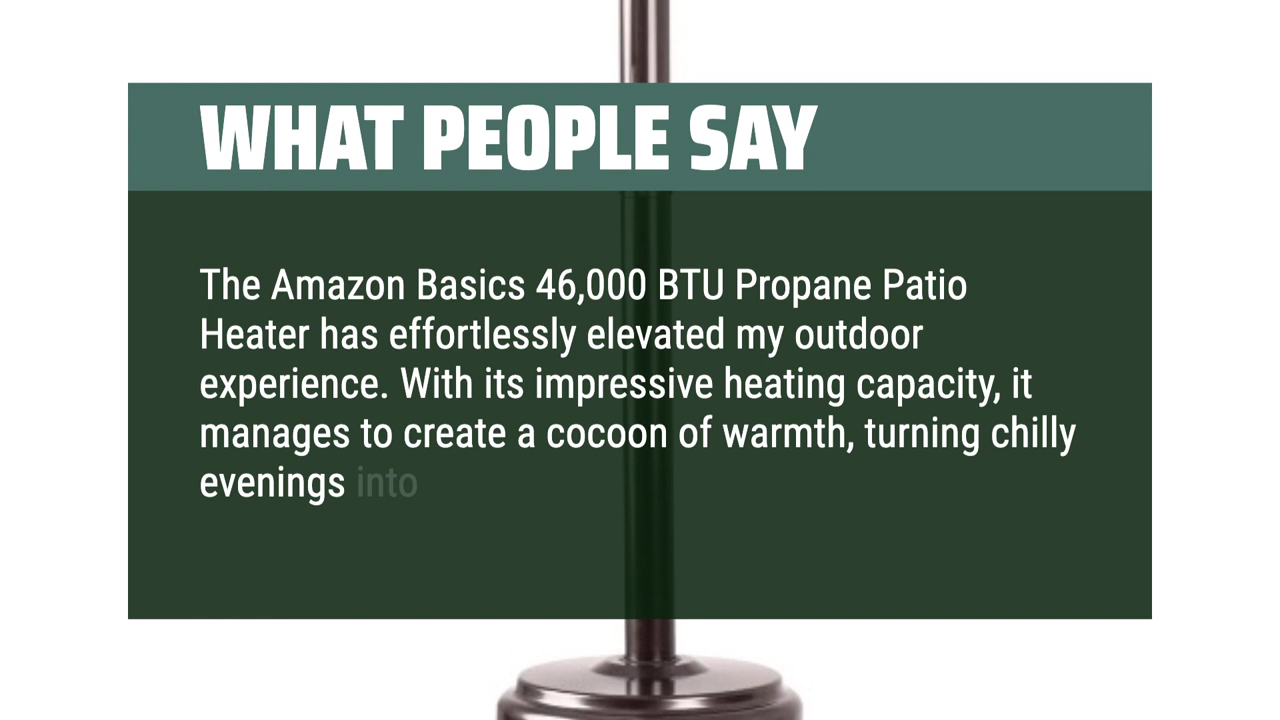 WHAT PEOPLE SAY
The Amazon Basics 46,000 BTU Propane Patio
Heater has effortlessly elevated my outdoor
experience. With its impressive heating capacity, it
manages to create a cocoon of warmth, turning chilly
evenings into